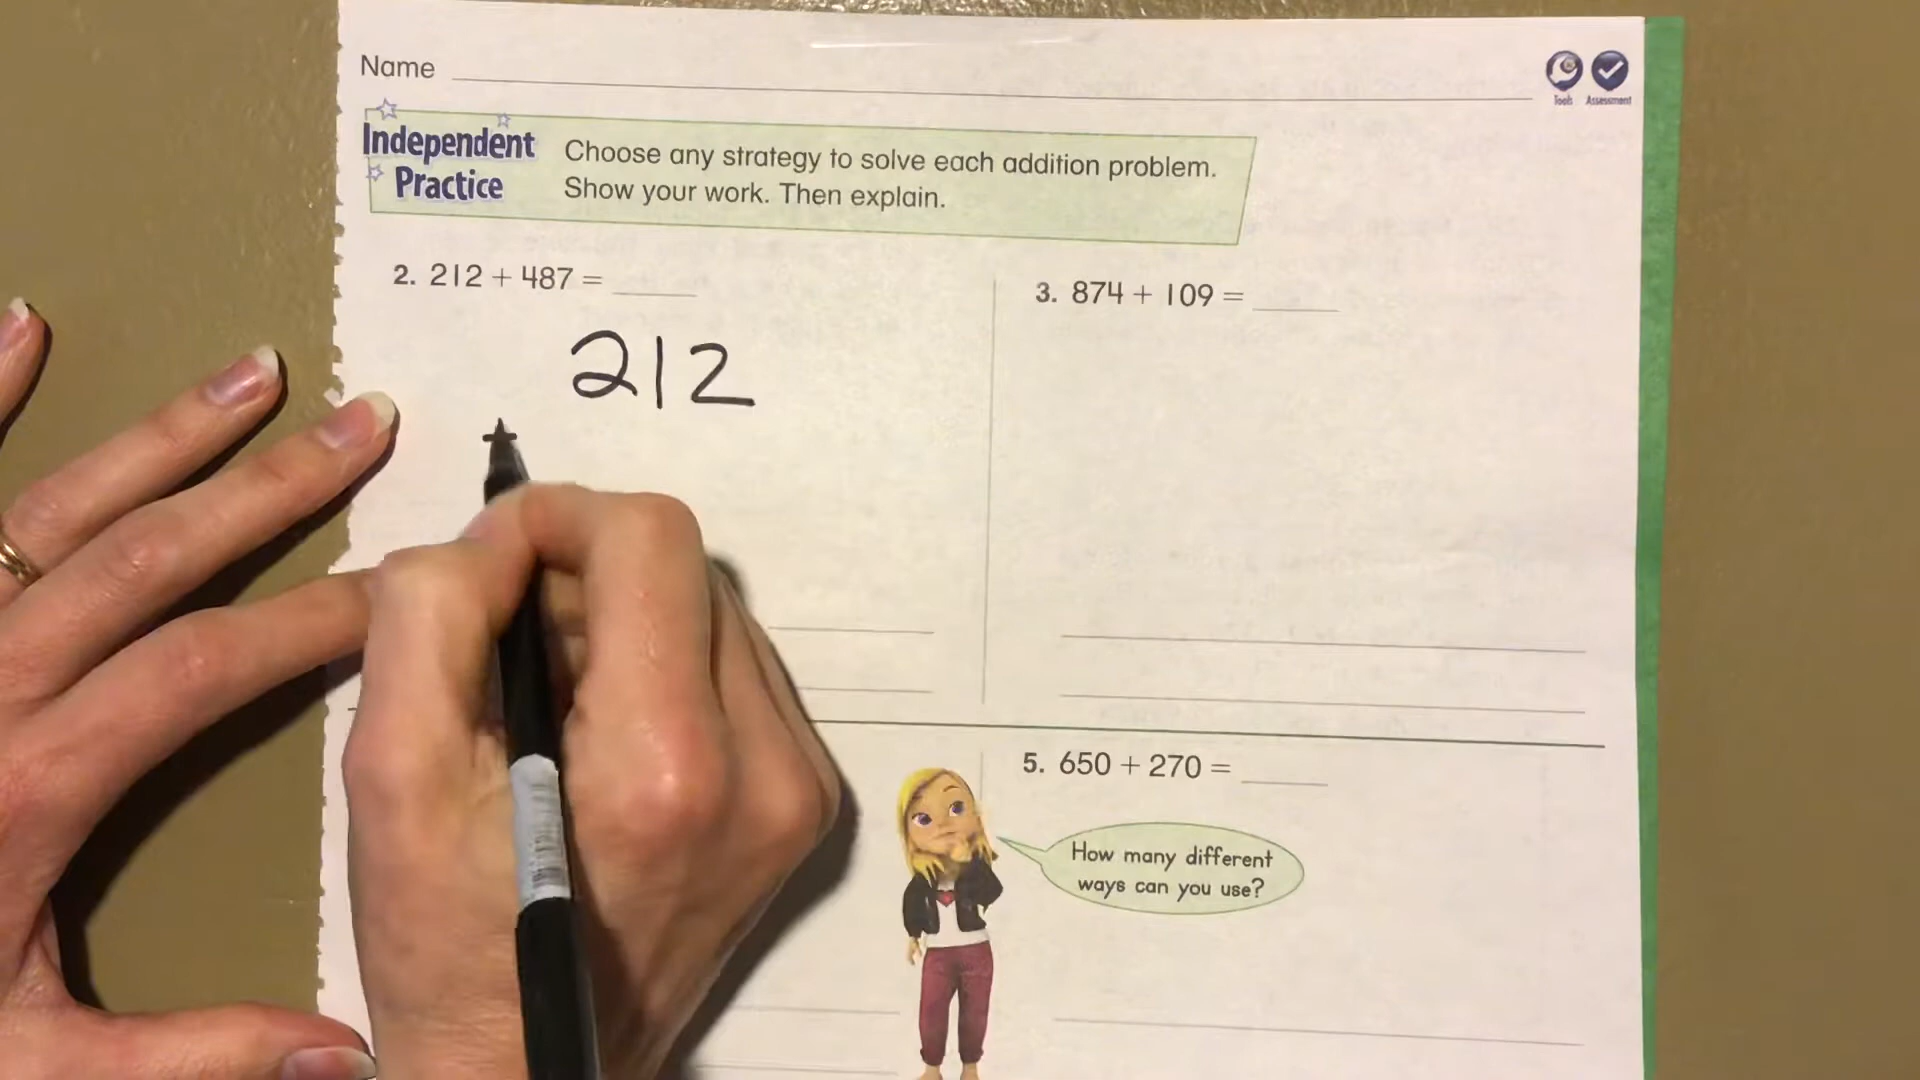 Name
Tools Assessment
Independent
Practice
Choose any strategy to solve each addition problem.
Show your work. Then explain.
2. 212 + 487 =
3. 874 + 109 =
212
+
5. 650 + 270 =
How many different
ways can you use?